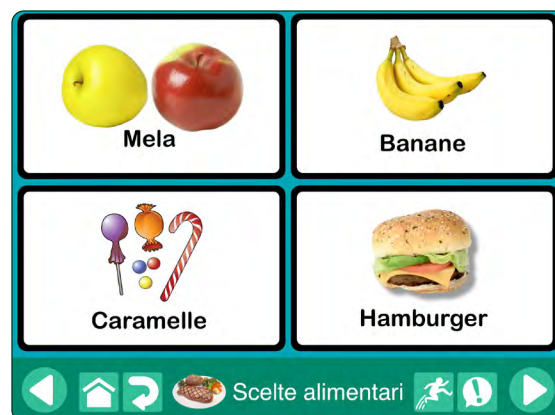 Mela
Banane
Caramelle
Hamburger
Scelte alimentari